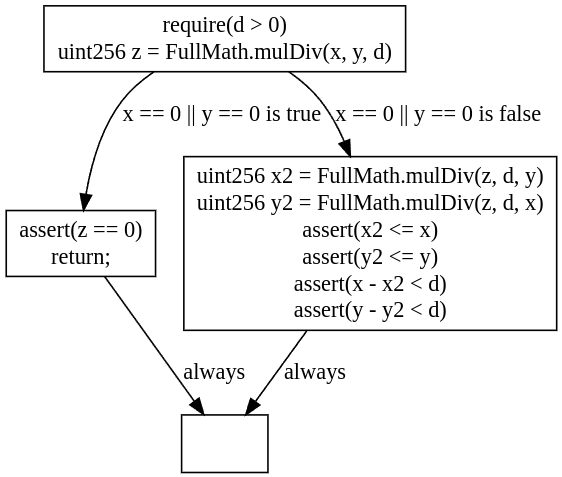 require(d > 0)
uint256 z = FullMath.mulDiv(x, y, d)
x == 0 || y == 0 is true
x == 0 || y == 0 is false
uint256 x2 = FullMath.mulDiv(z, d, y)
uint256 y2 = FullMath.mulDiv(z, d, x)
assert(x2 <= x)
assert(y2 <= y)
assert(x - x2 < d)
assert(y - y2 < d)
assert(z == 0)
return;
always
always